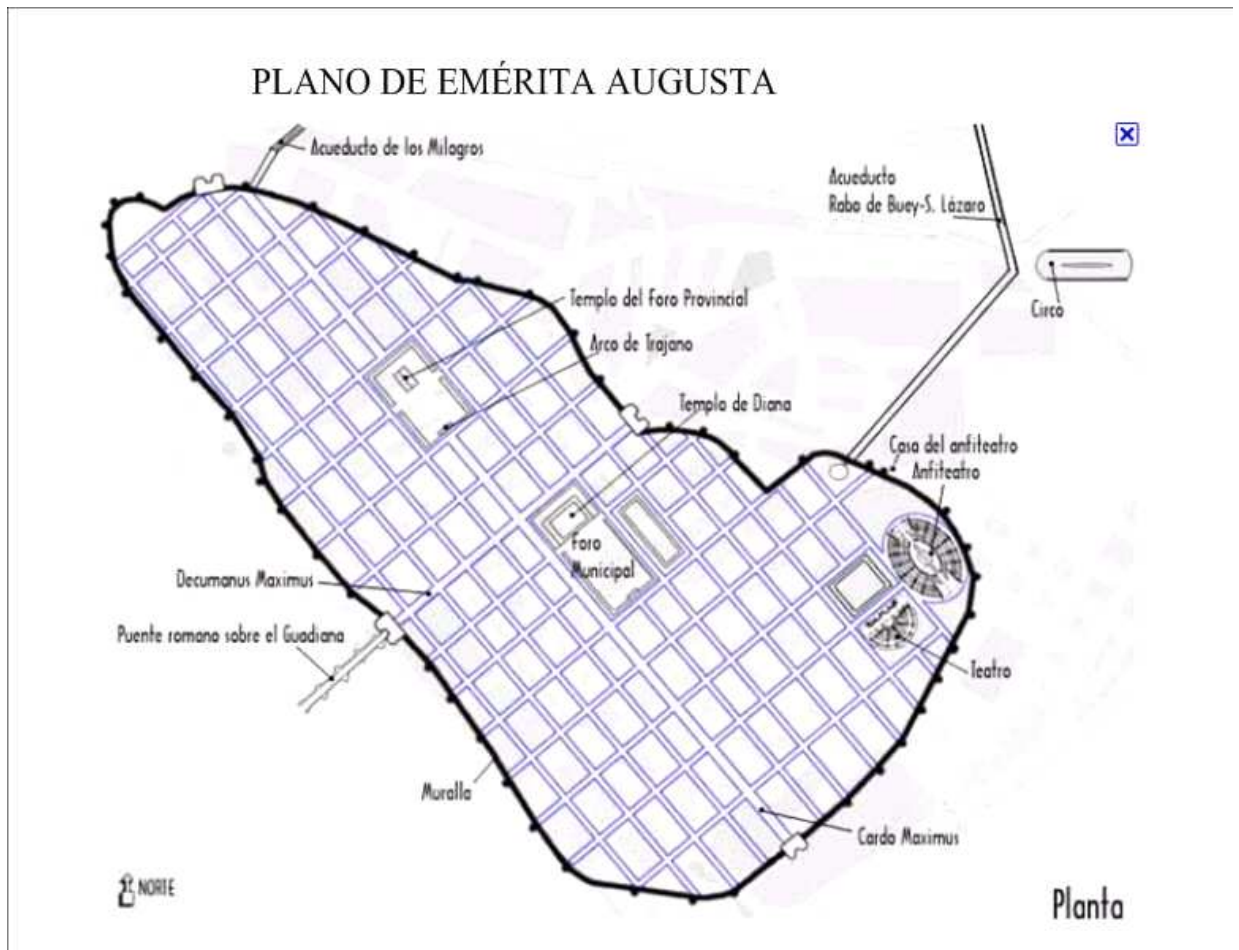 PLANO DE EMÉRITA AUGUSTA
Acueducto de los Milagros
Acueducto
Rabo de Buey-S. Lázaro
Templo del Foro Provincial
Circo
Arco de Trajano
Templo de Diana
Casa del anfiteatro
Anfiteatro
Foro
Municipal
Decumanus Maximus
Puente romano sobre el Guadiana
Teatro
Muralla
Cardo Maximus
NORTE
Planta